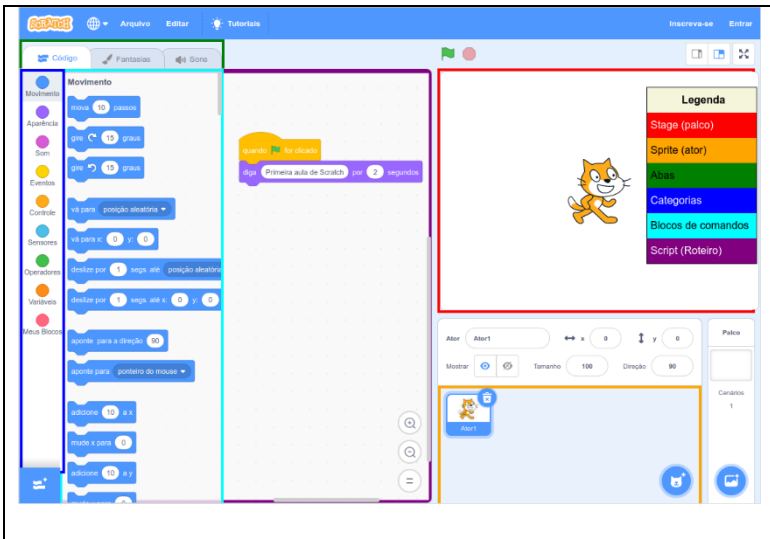 SCRATCH
Arquivo Editar Tutoriais Inscreva-se Entrar
Código Fantasias Sons
Movimento
Aparência
Som
Eventos
Controle
Sensores
Operadores
Variáveis
Meus Blocos
Movimento
mova 10 passos
gire 15 graus
gire 15 graus
vá para posição aleatória
vá para x: 0 y: 0
deslize por 1 segs. até posição aleatória
deslize por 1 segs. até x: 0 y: 0
aponte para a direção 90
aponte para ponteiro do mouse
adicione 10 a x
mude x para 0
adicione 10 a y
quando for clicado
diga Primeira aula de Scratch por 2 segundos
Legenda
Stage (palco)
Sprite (ator)
Abas
Categorias
Blocos de comandos
Script (Roteiro)
Ator Ator1 x 0 y 0
Mostrar Tamanho 100 Direção 90
Ator1
Palco
Cenários
1